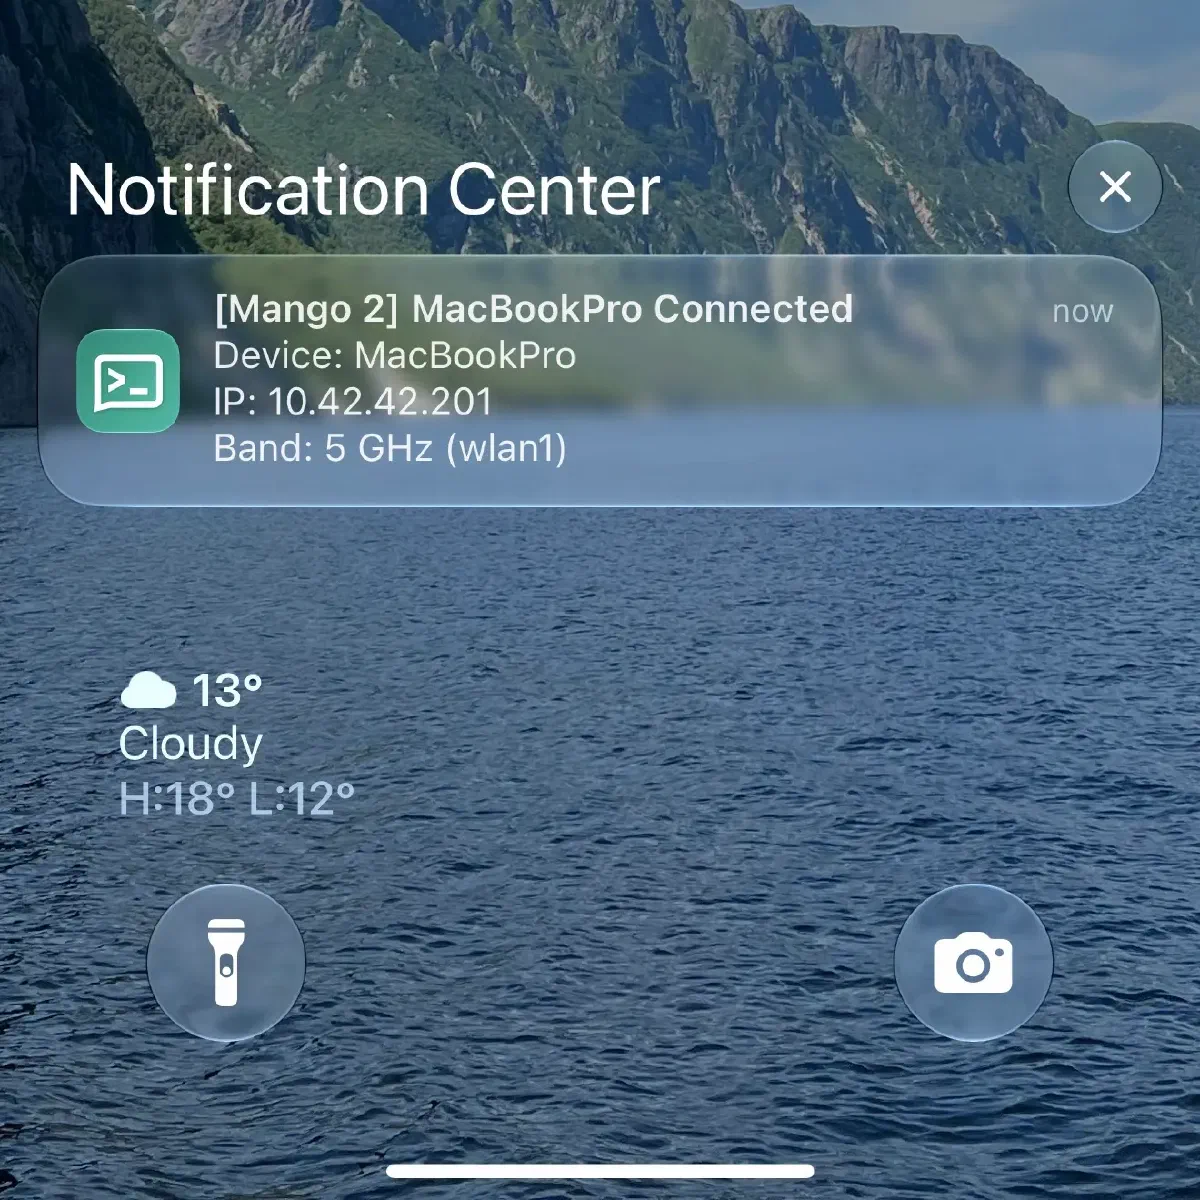 Notification Center
[Mango 2] MacBookPro Connected
now
Device: MacBookPro
IP: 10.42.42.201
Band: 5 GHz (wlan1)
13°
Cloudy
H:18° L:12°